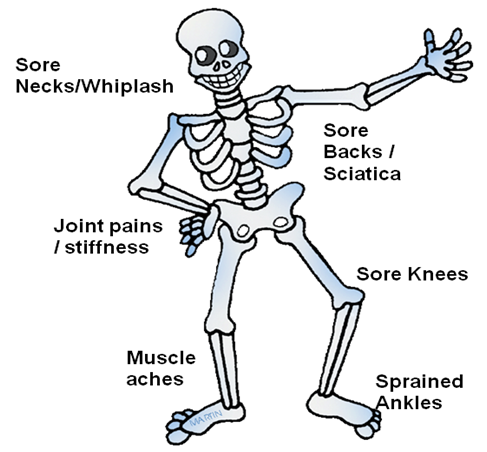 Sore
Necks/Whiplash
Sore
Backs /
Sciatica
Joint pains
/ stiffness
Sore Knees
Muscle
aches
Sprained
Ankles
MARTIN